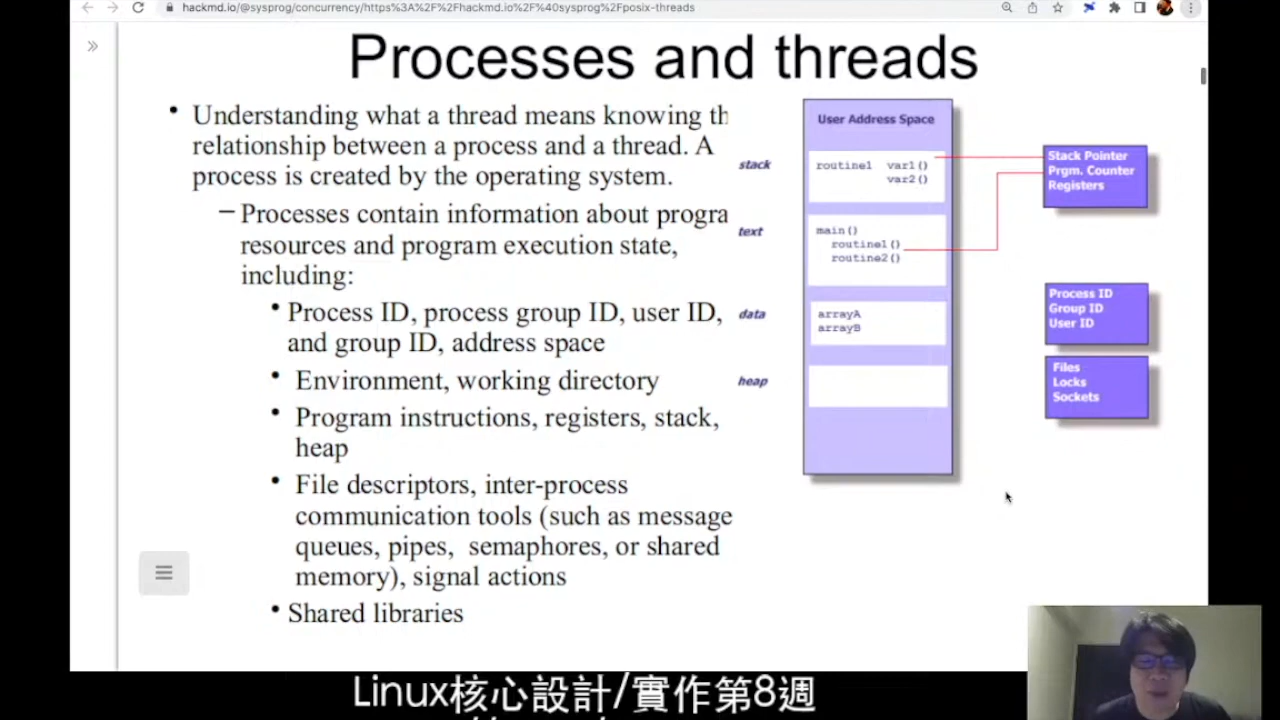 hackmd.io/@sysprog/concurrency/https%3A%2F%2Fhackmd.io%2F%40sysprog%2Fposix-threads
Processes and threads
• Understanding what a thread means knowing th
relationship between a process and a thread. A
process is created by the operating system.
– Processes contain information about progra
resources and program execution state,
including:
• Process ID, process group ID, user ID,
and group ID, address space
• Environment, working directory
• Program instructions, registers, stack,
heap
• File descriptors, inter-process
communication tools (such as message
queues, pipes, semaphores, or shared
memory), signal actions
• Shared libraries
User Address Space
stack
routine1 var1()
var2()
text
main()
routine1()
routine2()
data
arrayA
arrayB
heap
Stack Pointer
Prgm. Counter
Registers
Process ID
Group ID
User ID
Files
Locks
Sockets
Linux核心設計/實作第8週